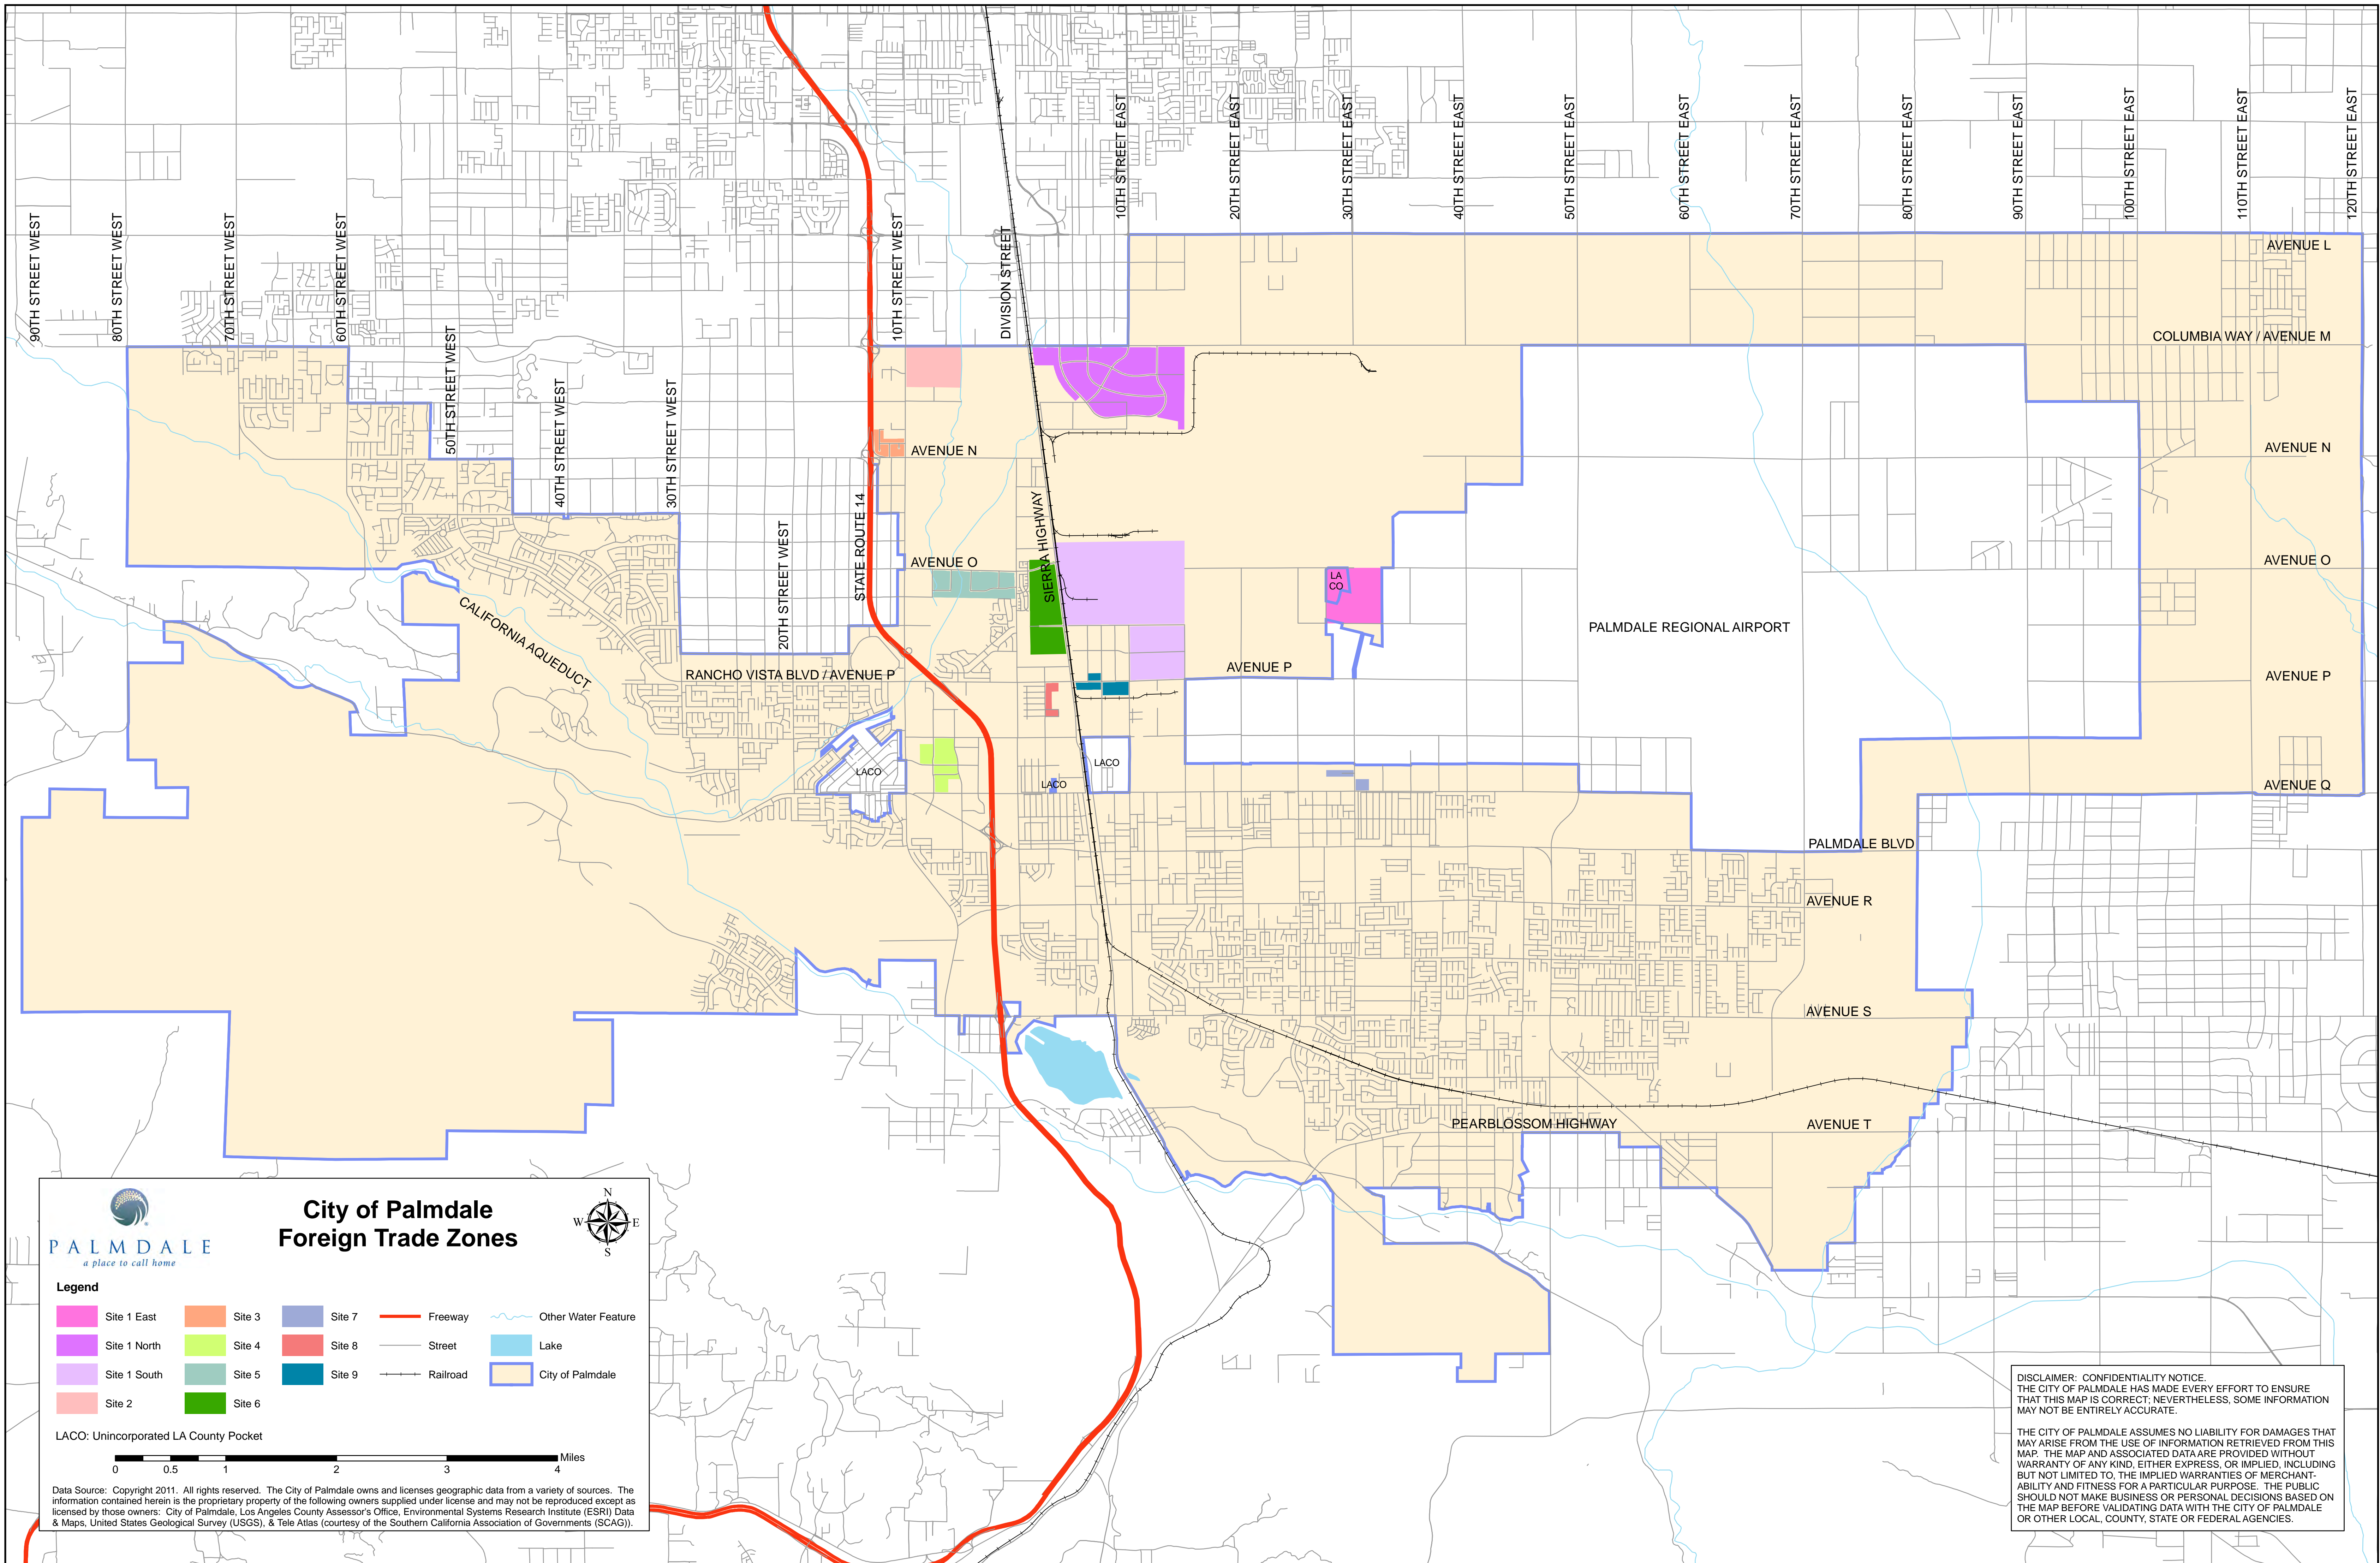 10TH STREET EAST
20TH STREET EAST
30TH STREET EAST
40TH STREET EAST
50TH STREET EAST
60TH STREET EAST
70TH STREET EAST
80TH STREET EAST
90TH STREET EAST
100TH STREET EAST
110TH STREET EAST
120TH STREET EAST
90TH STREET WEST
80TH STREET WEST
70TH STREET WEST
60TH STREET WEST
50TH STREET WEST
40TH STREET WEST
30TH STREET WEST
20TH STREET WEST
STATE ROUTE 14
10TH STREET WEST
DIVISION STREET
SIERRA HIGHWAY
AVENUE L
COLUMBIA WAY / AVENUE M
AVENUE N
AVENUE N
AVENUE O
AVENUE O
LA
CO
PALMDALE REGIONAL AIRPORT
CALIFORNIA AQUEDUCT
RANCHO VISTA BLVD / AVENUE P
AVENUE P
AVENUE P
LACO
LACO
LACO
AVENUE Q
PALMDALE BLVD
AVENUE R
AVENUE S
PEARBLOSSOM HIGHWAY
AVENUE T
PALMDALE
a place to call home
City of Palmdale
Foreign Trade Zones
N
W
E
S
Legend
Site 1 East
Site 1 North
Site 1 South
Site 2
Site 3
Site 4
Site 5
Site 6
Site 7
Site 8
Site 9
Freeway
Street
Railroad
Other Water Feature
Lake
City of Palmdale
LACO: Unincorporated LA County Pocket
Miles
0 0.5 1 2 3 4
Data Source: Copyright 2011. All rights reserved. The City of Palmdale owns and licenses geographic data from a variety of sources. The
information contained herein is the proprietary property of the following owners supplied under license and may not be reproduced except as
licensed by those owners: City of Palmdale, Los Angeles County Assessor's Office, Environmental Systems Research Institute (ESRI) Data
& Maps, United States Geological Survey (USGS), & Tele Atlas (courtesy of the Southern California Association of Governments (SCAG)).
DISCLAIMER: CONFIDENTIALITY NOTICE.
THE CITY OF PALMDALE HAS MADE EVERY EFFORT TO ENSURE
THAT THIS MAP IS CORRECT; NEVERTHELESS, SOME INFORMATION
MAY NOT BE ENTIRELY ACCURATE.
THE CITY OF PALMDALE ASSUMES NO LIABILITY FOR DAMAGES THAT
MAY ARISE FROM THE USE OF INFORMATION RETRIEVED FROM THIS
MAP. THE MAP AND ASSOCIATED DATA ARE PROVIDED WITHOUT
WARRANTY OF ANY KIND, EITHER EXPRESS, OR IMPLIED, INCLUDING
BUT NOT LIMITED TO, THE IMPLIED WARRANTIES OF MERCHANT-
ABILITY AND FITNESS FOR A PARTICULAR PURPOSE. THE PUBLIC
SHOULD NOT MAKE BUSINESS OR PERSONAL DECISIONS BASED ON
THE MAP BEFORE VALIDATING DATA WITH THE CITY OF PALMDALE
OR OTHER LOCAL, COUNTY, STATE OR FEDERAL AGENCIES.